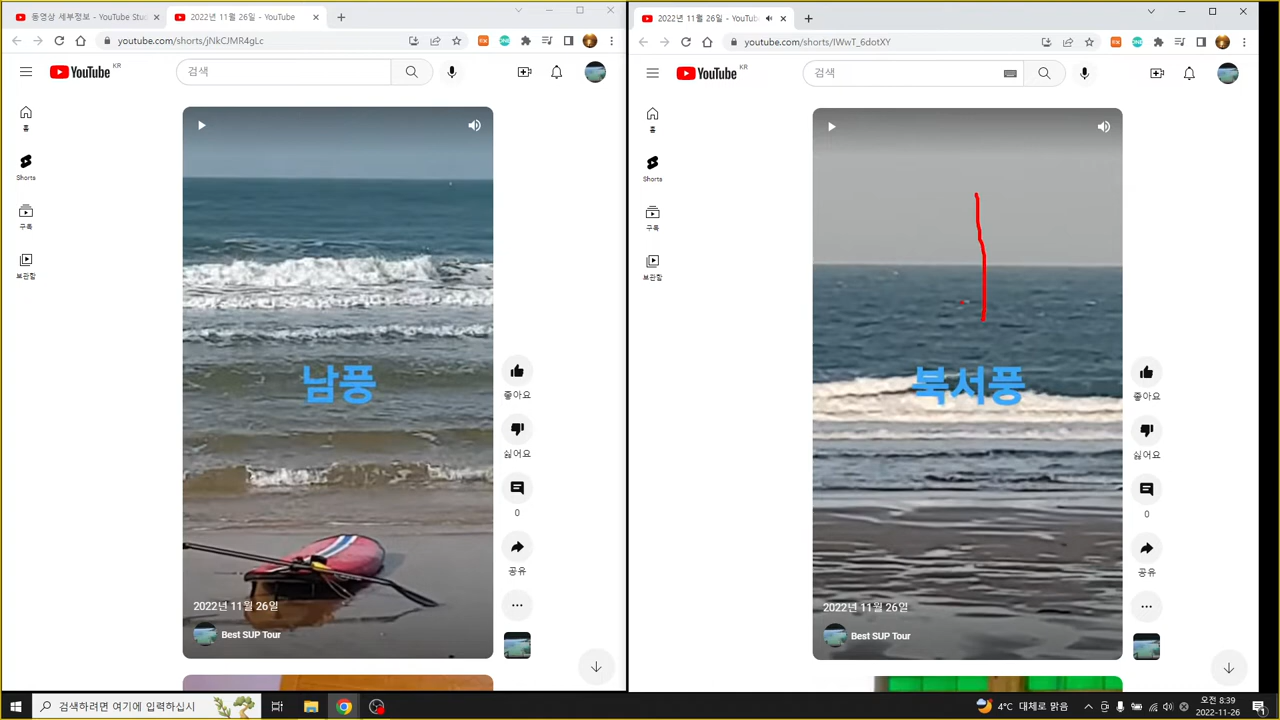 동영상 세부정보 - YouTube Stud
2022년 11월 26일 - YouTube
youtube.com/shorts/jNkCJMR4gLc
YouTube KR
검색
홈
Shorts
구독
보관함
남풍
좋아요
싫어요
0
공유
2022년 11월 26일
Best SUP Tour
2022년 11월 26일 - YouTub
youtube.com/shorts/IWwT_6dotXY
YouTube KR
검색
홈
Shorts
구독
보관함
북서풍
좋아요
싫어요
0
공유
2022년 11월 26일
Best SUP Tour
검색하려면 여기에 입력하십시
4°C 대체로 맑음
오전 8:39
2022-11-26
1